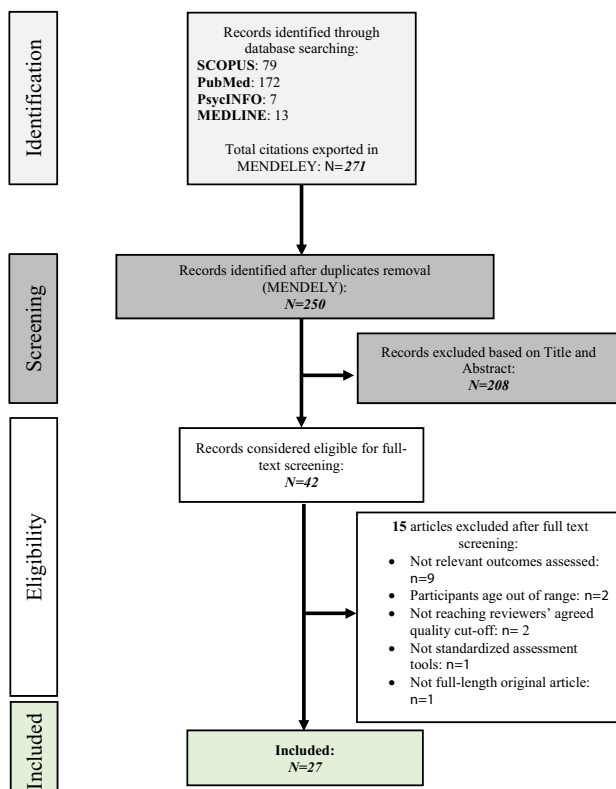 Identification
Records identified through
database searching:
SCOPUS: 79
PubMed: 172
PsycINFO: 7
MEDLINE: 13
Total citations exported in
MENDELEY: N=271
Screening
Records identified after duplicates removal
(MENDELY):
N=250
Records excluded based on Title and
Abstract:
N=208
Eligibility
Records considered eligible for full-
text screening:
N=42
15 articles excluded after full text
screening:
• Not relevant outcomes assessed:
n=9
• Participants age out of range: n=2
• Not reaching reviewers’ agreed
quality cut-off: n= 2
• Not standardized assessment
tools: n=1
• Not full-length original article:
n=1
Included
Included:
N=27